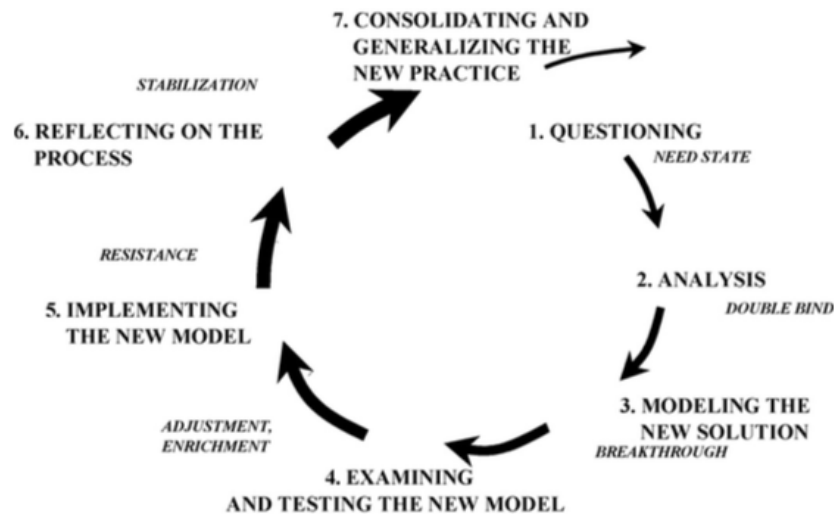 7. CONSOLIDATING AND
GENERALIZING THE
NEW PRACTICE
STABILIZATION
6. REFLECTING ON THE
PROCESS
1. QUESTIONING
NEED STATE
RESISTANCE
2. ANALYSIS
DOUBLE BIND
5. IMPLEMENTING
THE NEW MODEL
3. MODELING THE
NEW SOLUTION
BREAKTHROUGH
ADJUSTMENT,
ENRICHMENT
4. EXAMINING
AND TESTING THE NEW MODEL